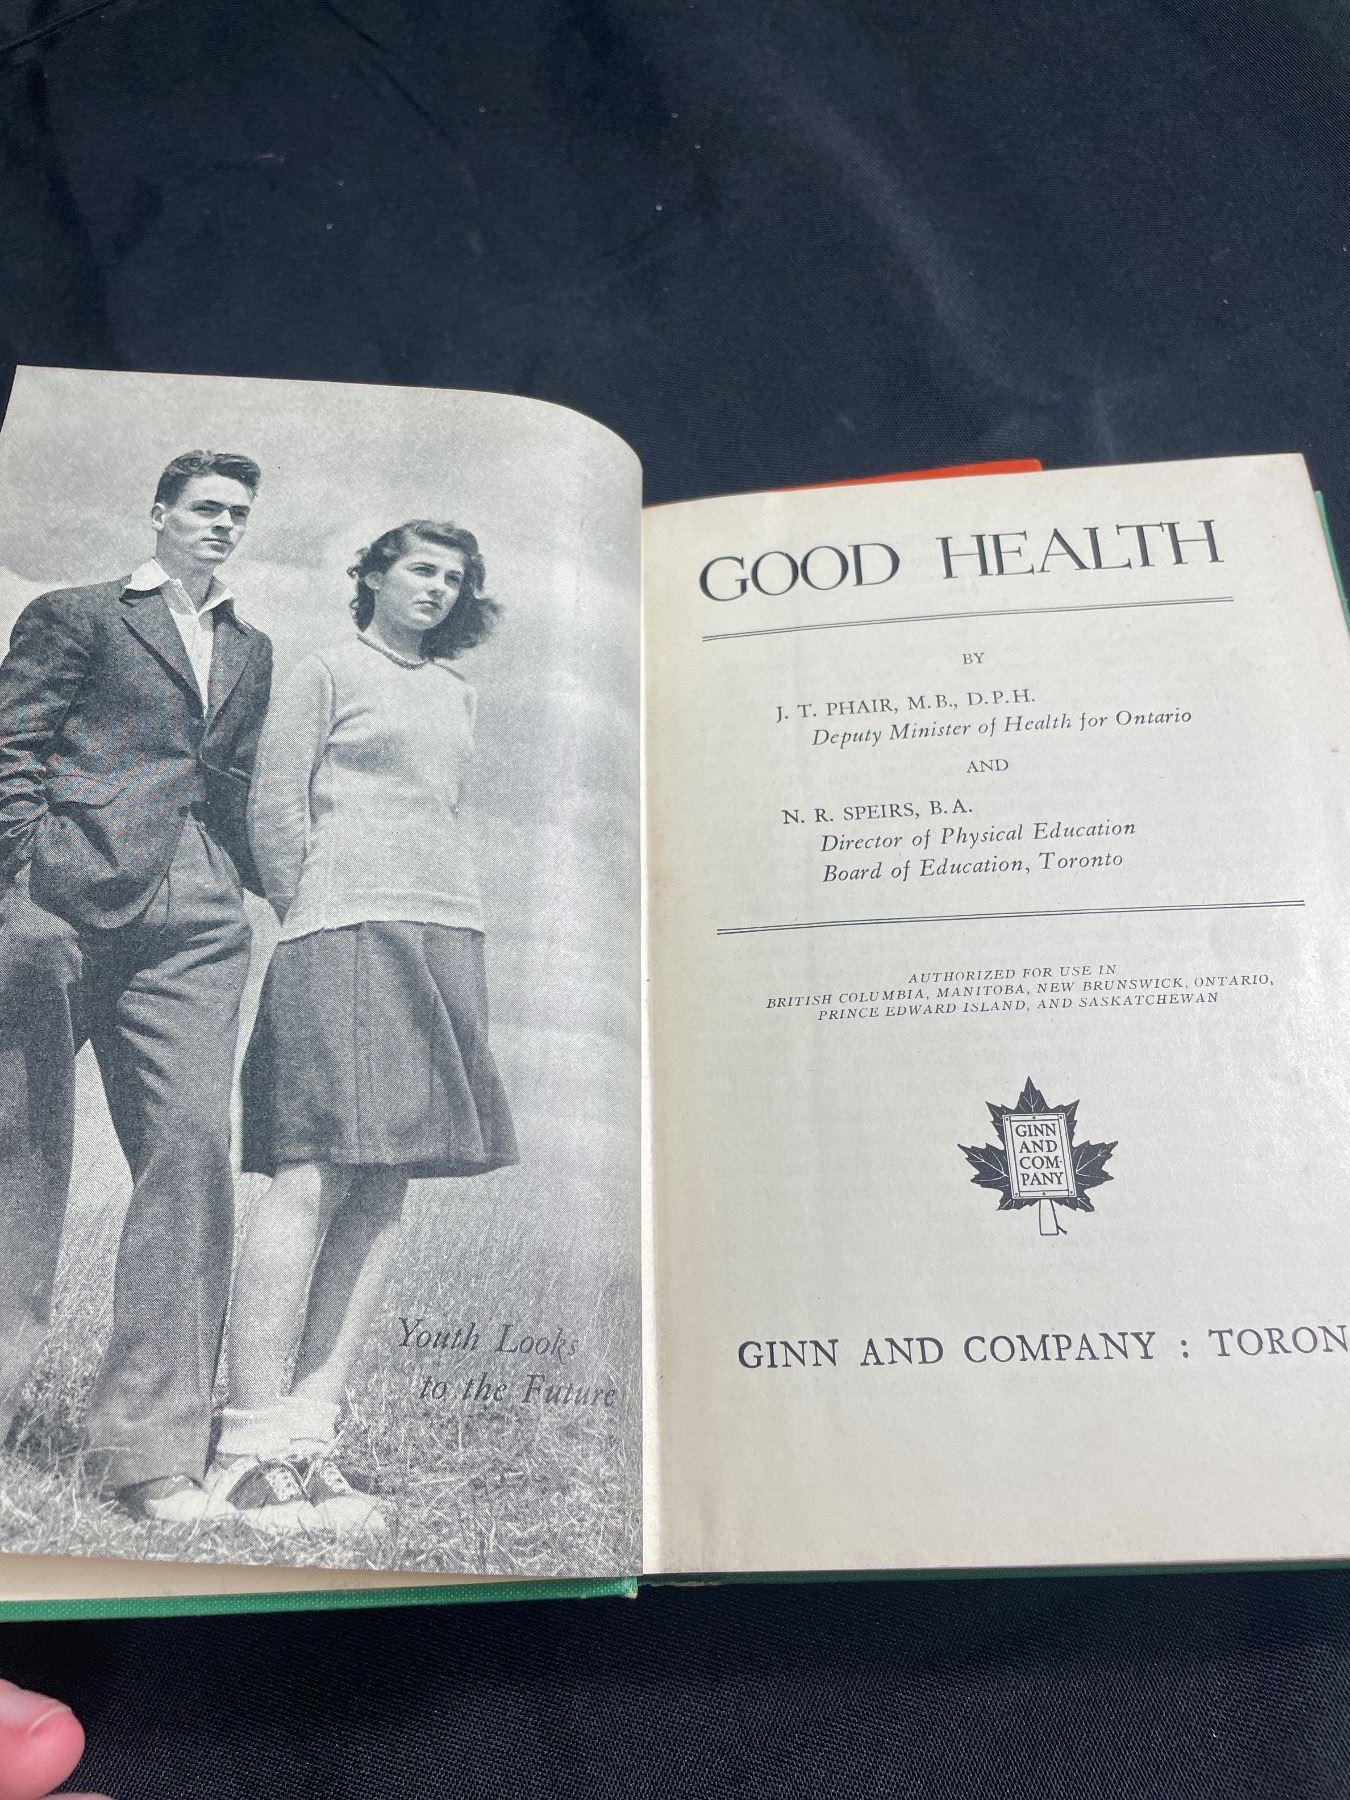 Youth Looks
to the Future
GOOD HEALTH
BY
J. T. PHAIR, M.B., D.P.H.
Deputy Minister of Health for Ontario
AND
N. R. SPEIRS, B.A.
Director of Physical Education
Board of Education, Toronto
AUTHORIZED FOR USE IN
BRITISH COLUMBIA, MANITOBA, NEW BRUNSWICK, ONTARIO,
PRINCE EDWARD ISLAND, AND SASKATCHEWAN
GINN
AND
COM-
PANY
GINN AND COMPANY : TORON